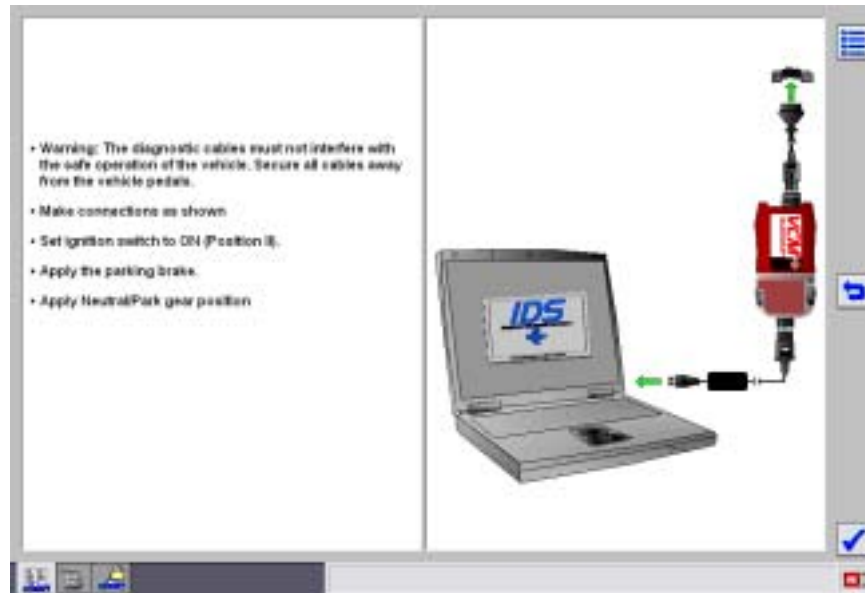 • Warning: The diagnostic cables must not interfere with
the safe operation of the vehicle. Secure all cables away
from the vehicle pedals.
• Make connections as shown
• Set ignition switch to ON (Position II).
• Apply the parking brake.
• Apply Neutral/Park gear position
IDS
VCM